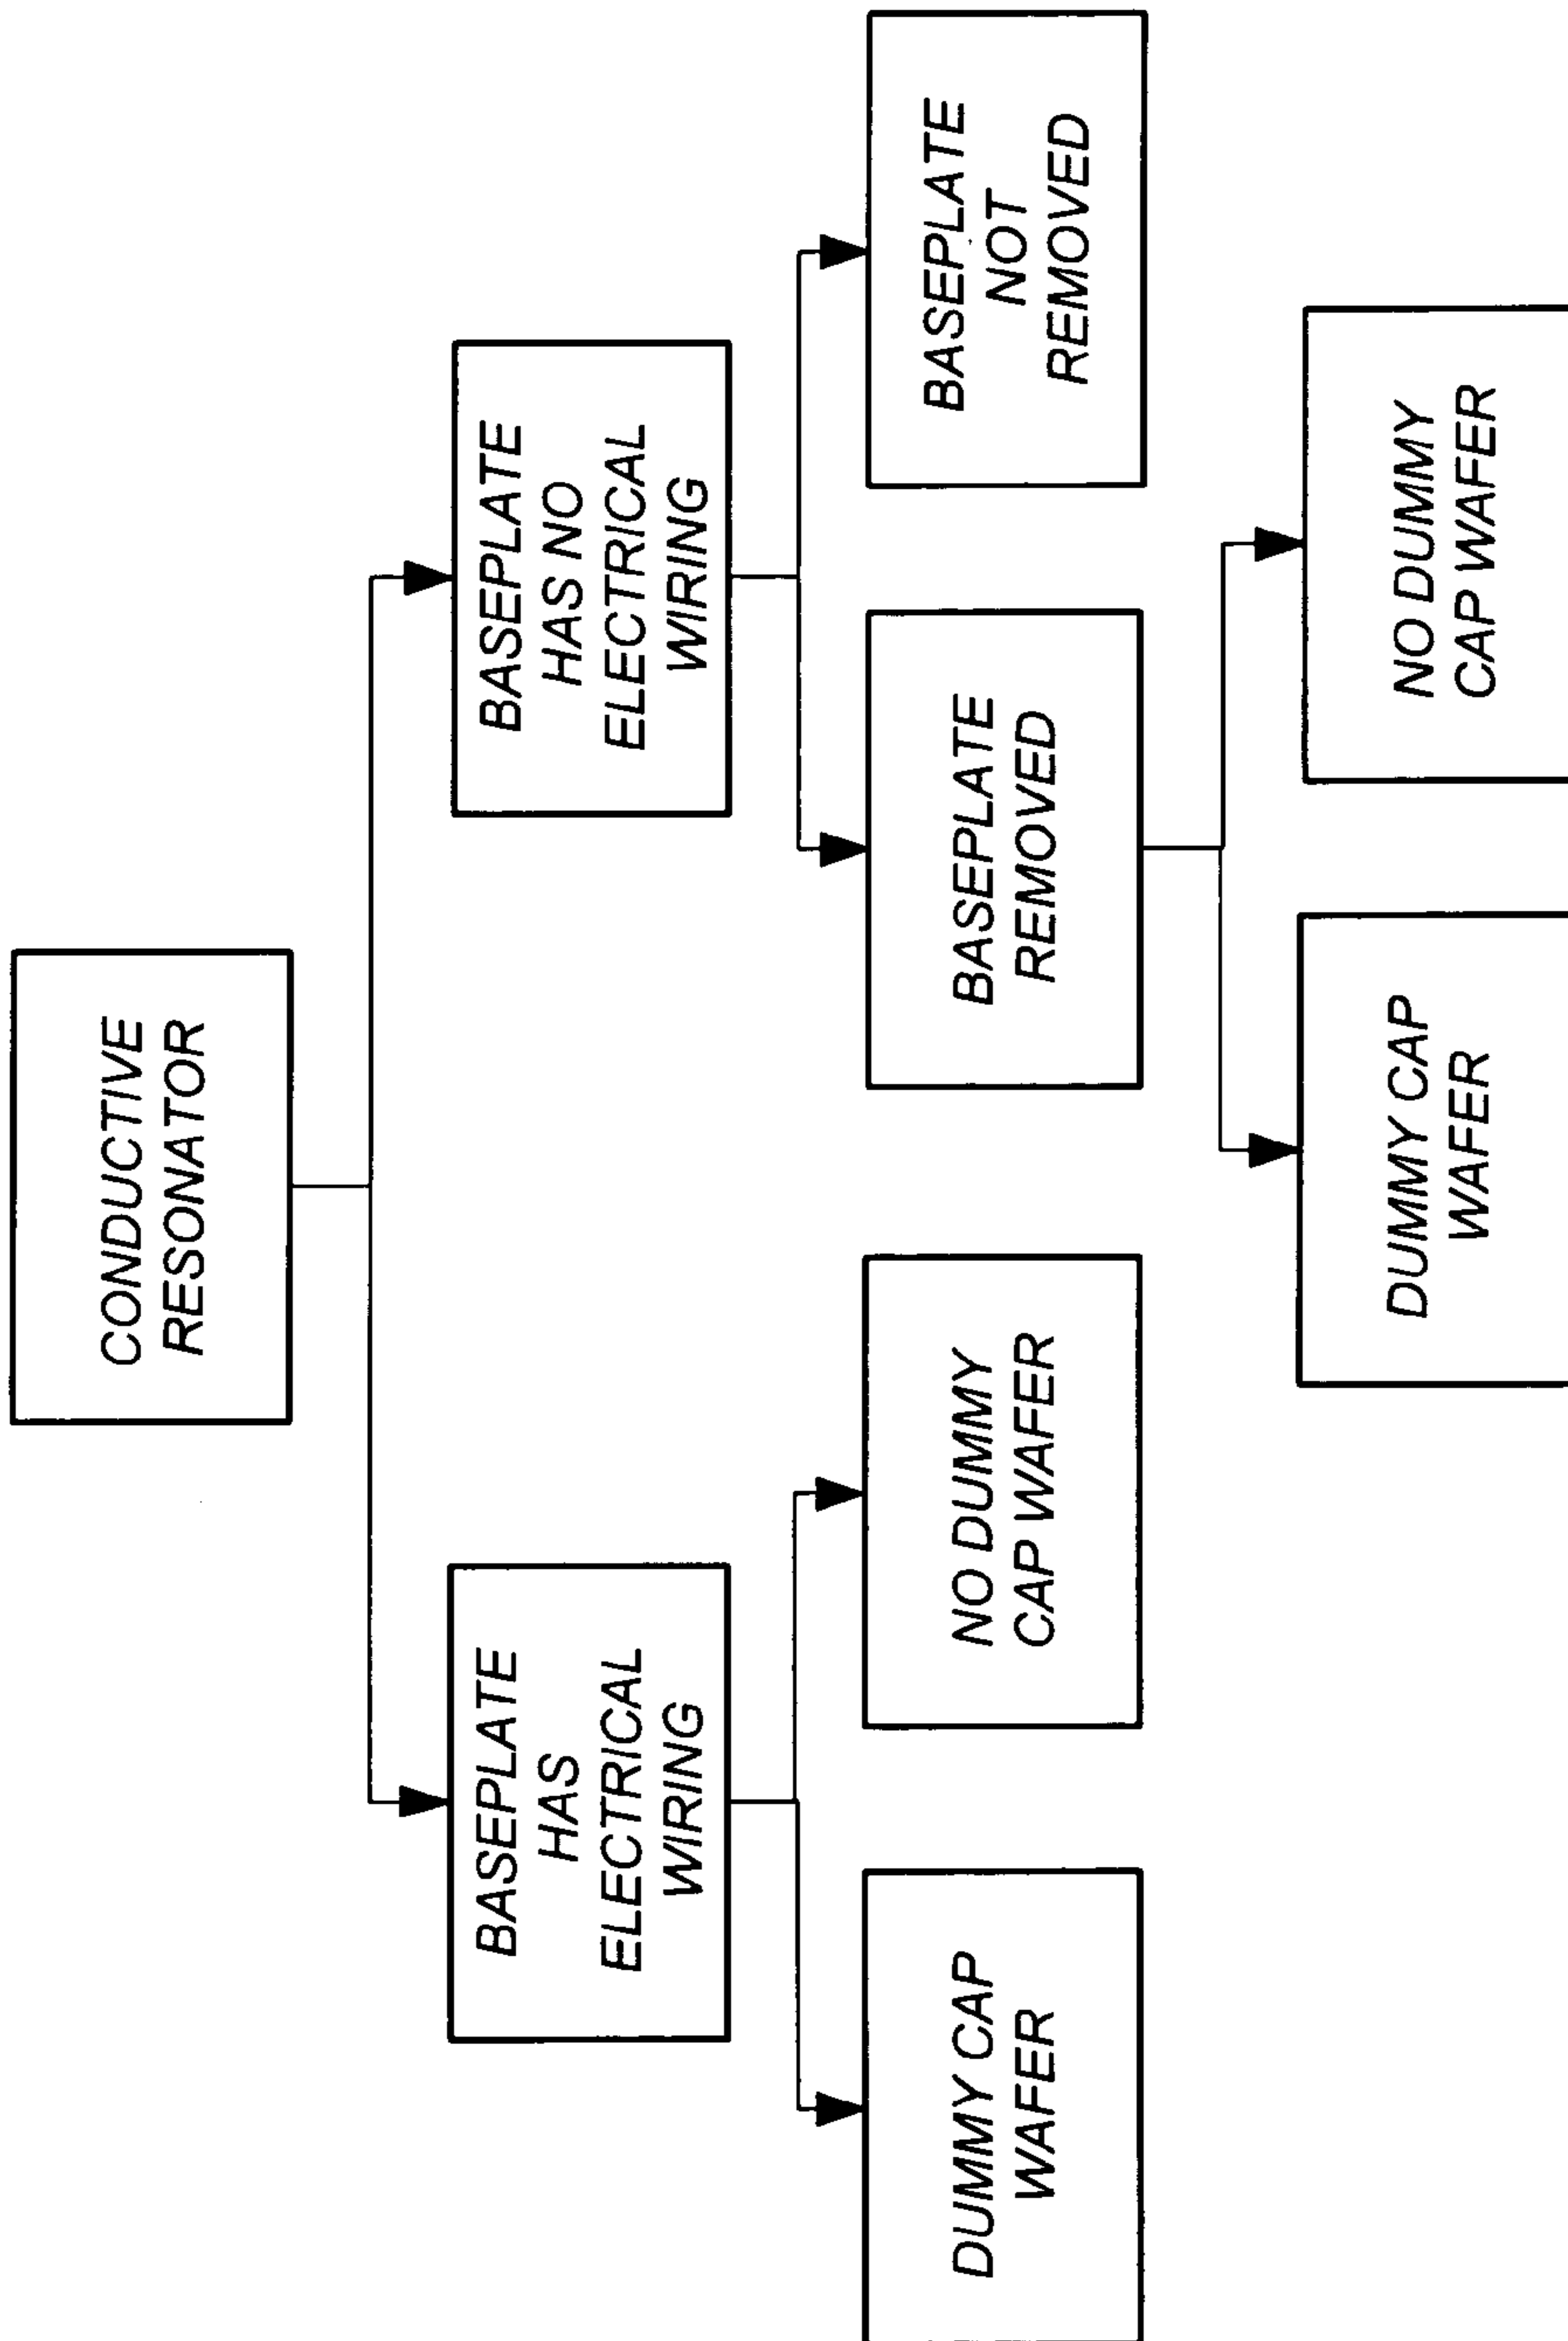 CONDUCTIVE
RESONATOR
BASEPLATE
HAS
ELECTRICAL
WIRING
BASEPLATE
HAS NO
ELECTRICAL
WIRING
DUMMY CAP
WAFER
NO DUMMY
CAP WAFER
BASEPLATE
REMOVED
BASEPLATE
NOT
REMOVED
DUMMY CAP
WAFER
NO DUMMY
CAP WAFER